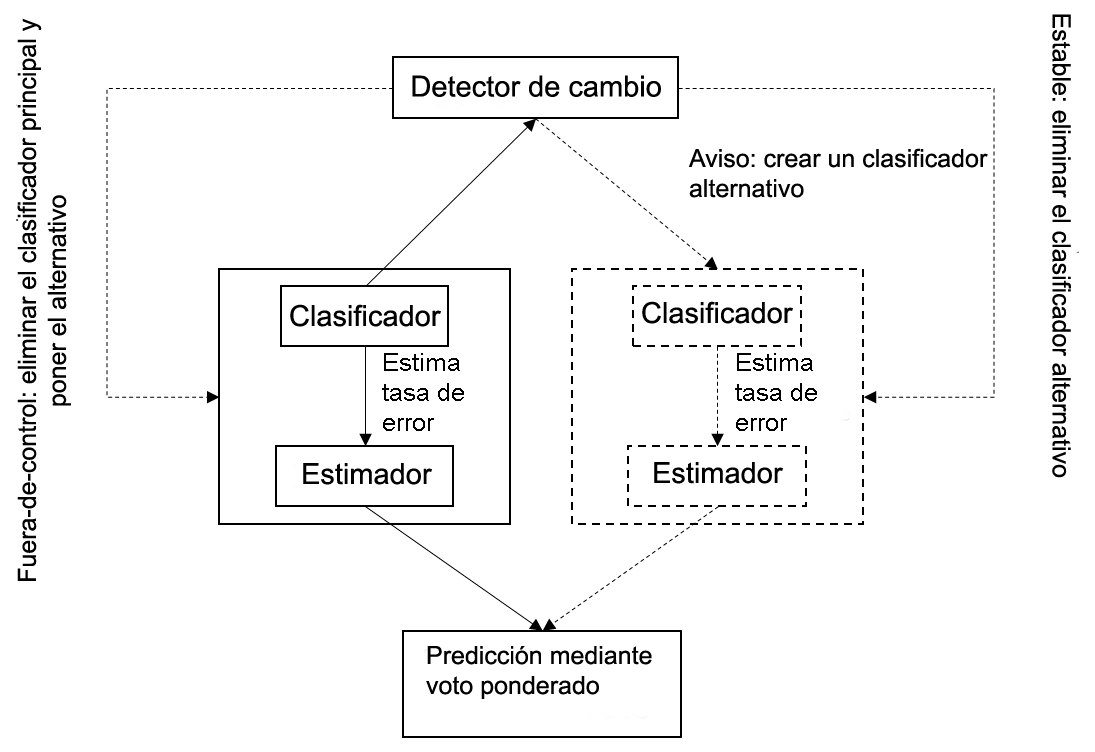 Fuera-de-control: eliminar el clasificador principal y
poner el alternativo
Detector de cambio
Estable: eliminar el clasificador alternativo
Aviso: crear un clasificador
alternativo
Clasificador
Estima
tasa de
error
Estimador
Clasificador
Estima
tasa de
error
Estimador
Predicción mediante
voto ponderado